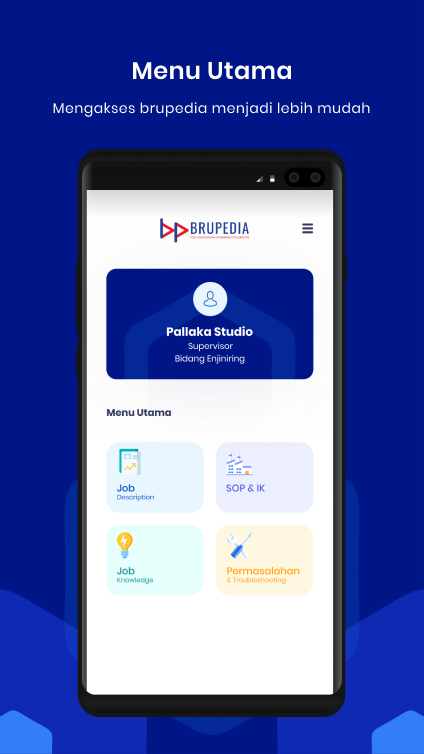 Menu Utama
Mengakses brupedia menjadi lebih mudah
BRUPEDIA
Pallaka Studio
Supervisor
Bidang Enjiniring
Menu Utama
Job
Description
SOP & IK
Job
Knowledge
Permasalahan
& Troubleshooting